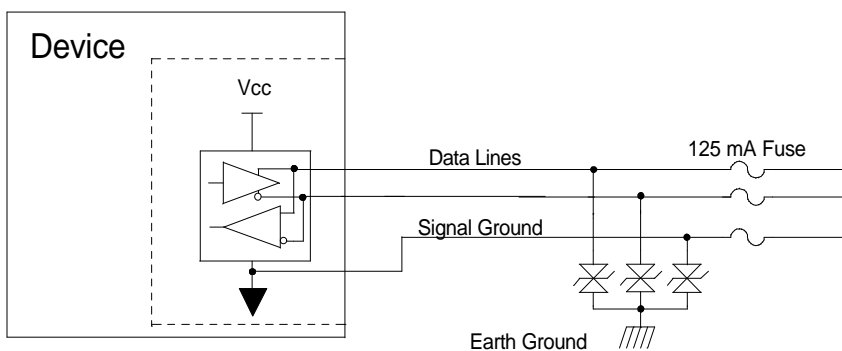 Device
Vcc
Data Lines
125 mA Fuse
Signal Ground
Earth Ground